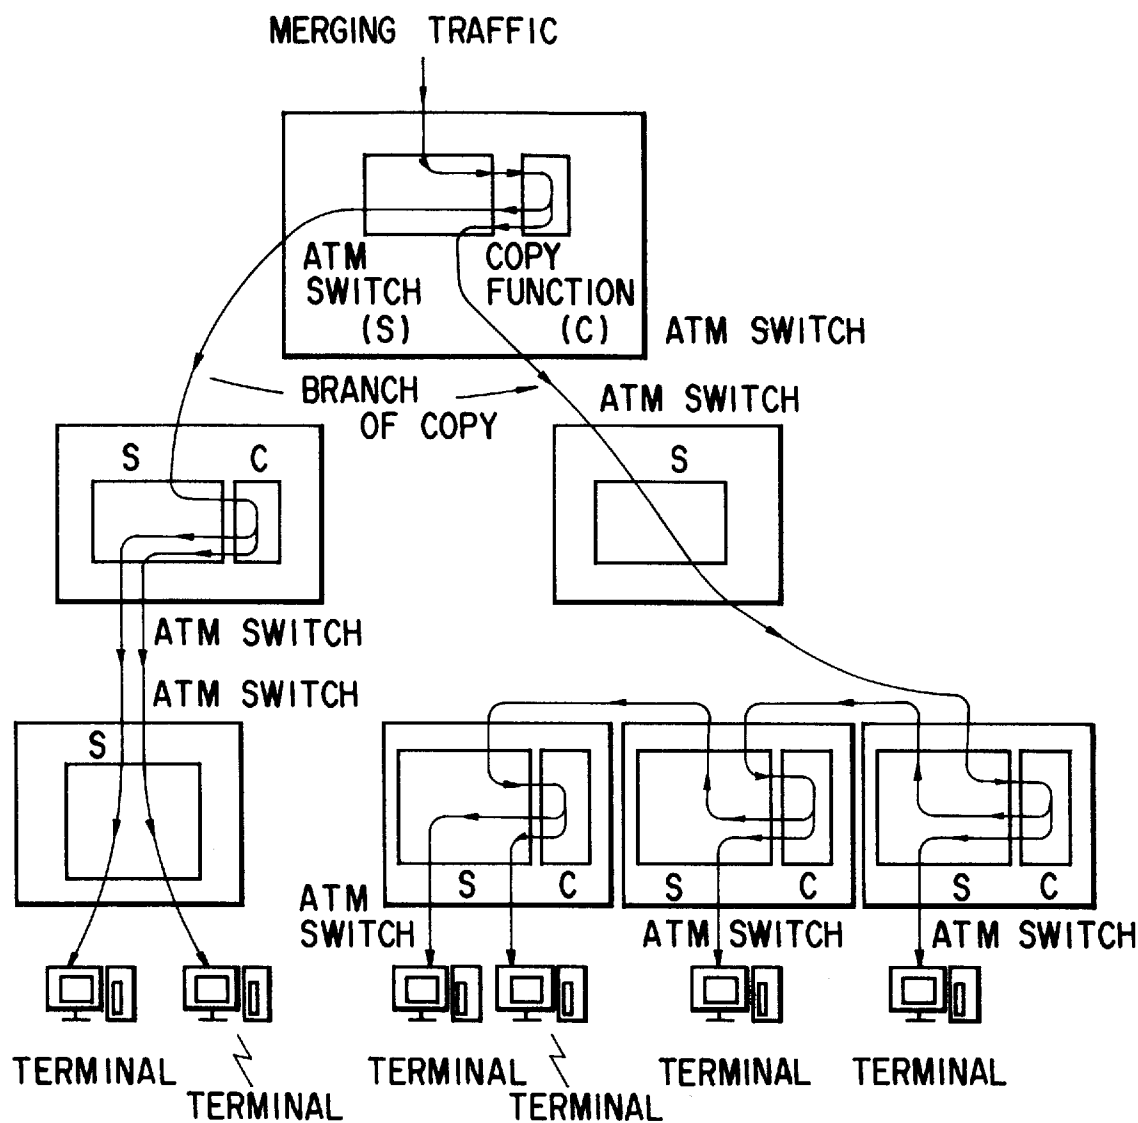 MERGING TRAFFIC
ATM
SWITCH
(S)
COPY
FUNCTION
(C)
ATM SWITCH
BRANCH
OF COPY
ATM SWITCH
S
C
S
ATM SWITCH
ATM SWITCH
S
S
C
S
C
S
C
ATM
SWITCH
ATM SWITCH
ATM SWITCH
TERMINAL
TERMINAL
TERMINAL
TERMINAL
TERMINAL
TERMINAL